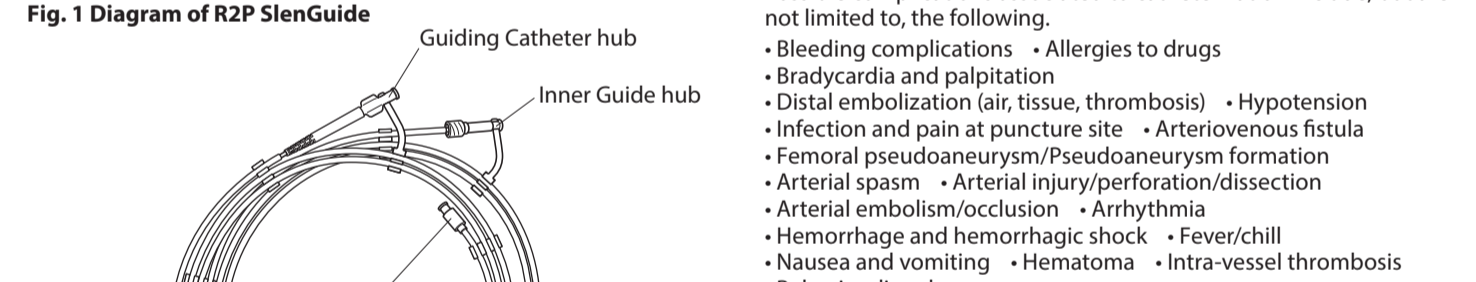 Fig. 1 Diagram of R2P SlenGuide
Guiding Catheter hub
Inner Guide hub
not limited to, the following.
• Bleeding complications • Allergies to drugs
• Bradycardia and palpitation
• Distal embolization (air, tissue, thrombosis) • Hypotension
• Infection and pain at puncture site • Arteriovenous fistula
• Femoral pseudoaneurysm/Pseudoaneurysm formation
• Arterial spasm • Arterial injury/perforation/dissection
• Arterial embolism/occlusion • Arrhythmia
• Hemorrhage and hemorrhagic shock • Fever/chill
• Nausea and vomiting • Hematoma • Intra-vessel thrombosis